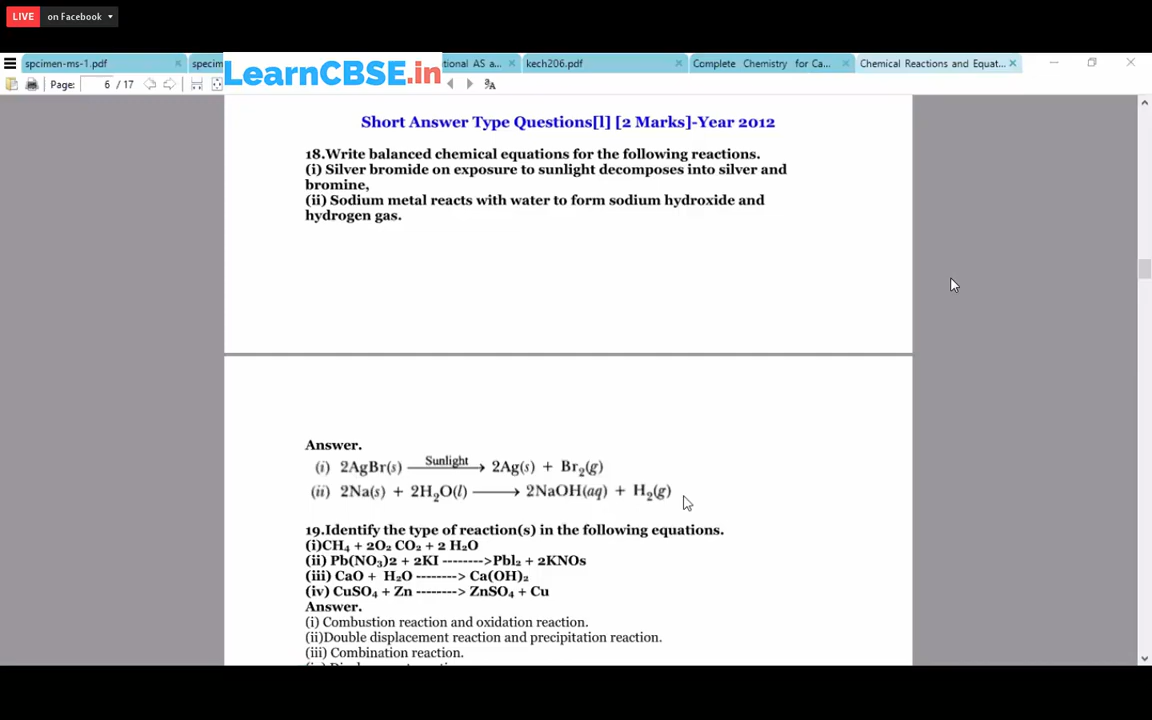 LIVE on Facebook
spcimen-ms-1.pdf
specim
LearnCBSE.in
tional AS a...
kech206.pdf
Complete Chemistry for Ca...
Chemical Reactions and Equat...
Page: 6 / 17
Short Answer Type Questions[l] [2 Marks]-Year 2012
18.Write balanced chemical equations for the following reactions.
(i) Silver bromide on exposure to sunlight decomposes into silver and
bromine,
(ii) Sodium metal reacts with water to form sodium hydroxide and
hydrogen gas.
Answer.
(i) 2AgBr(s) —Sunlight→ 2Ag(s) + Br₂(g)
(ii) 2Na(s) + 2H₂O(l) ——→ 2NaOH(aq) + H₂(g)
19.Identify the type of reaction(s) in the following equations.
(i)CH₄ + 2O₂ CO₂ + 2 H₂O
(ii) Pb(NO₃)2 + 2KI -------->Pbl₂ + 2KNOs
(iii) CaO + H₂O --------> Ca(OH)₂
(iv) CuSO₄ + Zn --------> ZnSO₄ + Cu
Answer.
(i) Combustion reaction and oxidation reaction.
(ii)Double displacement reaction and precipitation reaction.
(iii) Combination reaction.